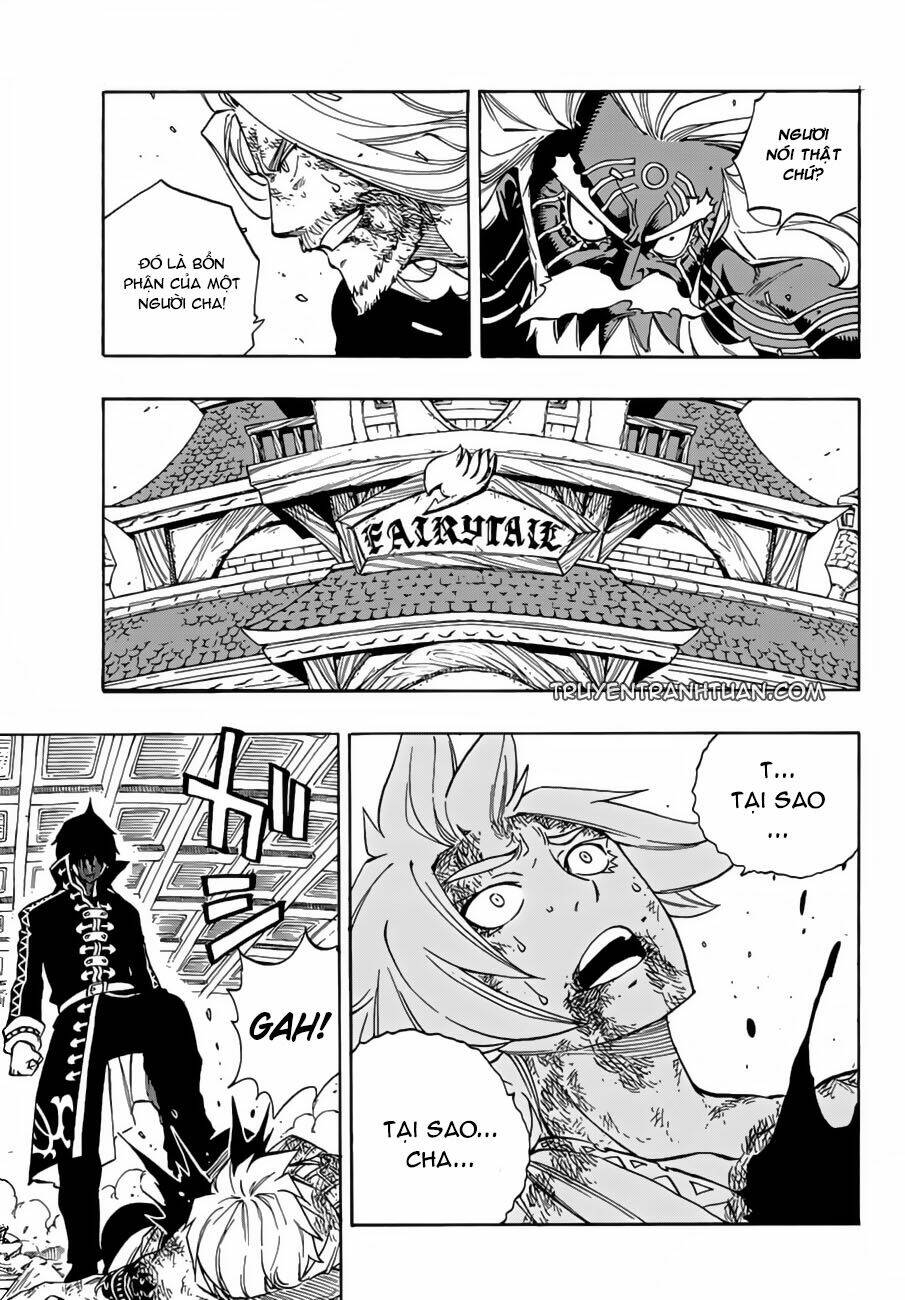 NGƯƠI
NÓI THẬT
CHỨ?
ĐÓ LÀ BỔN
PHẬN CỦA MỘT
NGƯỜI CHA!
FAIRYTAIL
TRUYENTRANHTUAN.COM
T...
TẠI SAO
...
TẠI SAO...
CHA...
GAH!